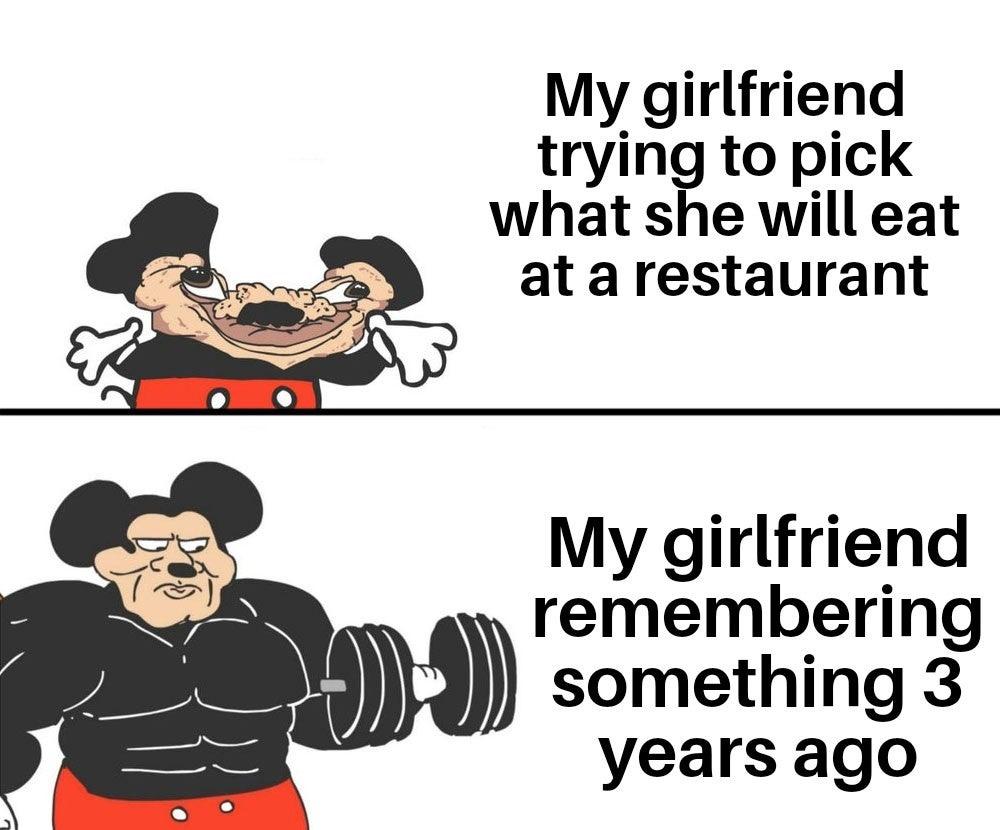 My girlfriend
trying to pick
what she will eat
at a restaurant
My girlfriend
remembering
something 3
years ago